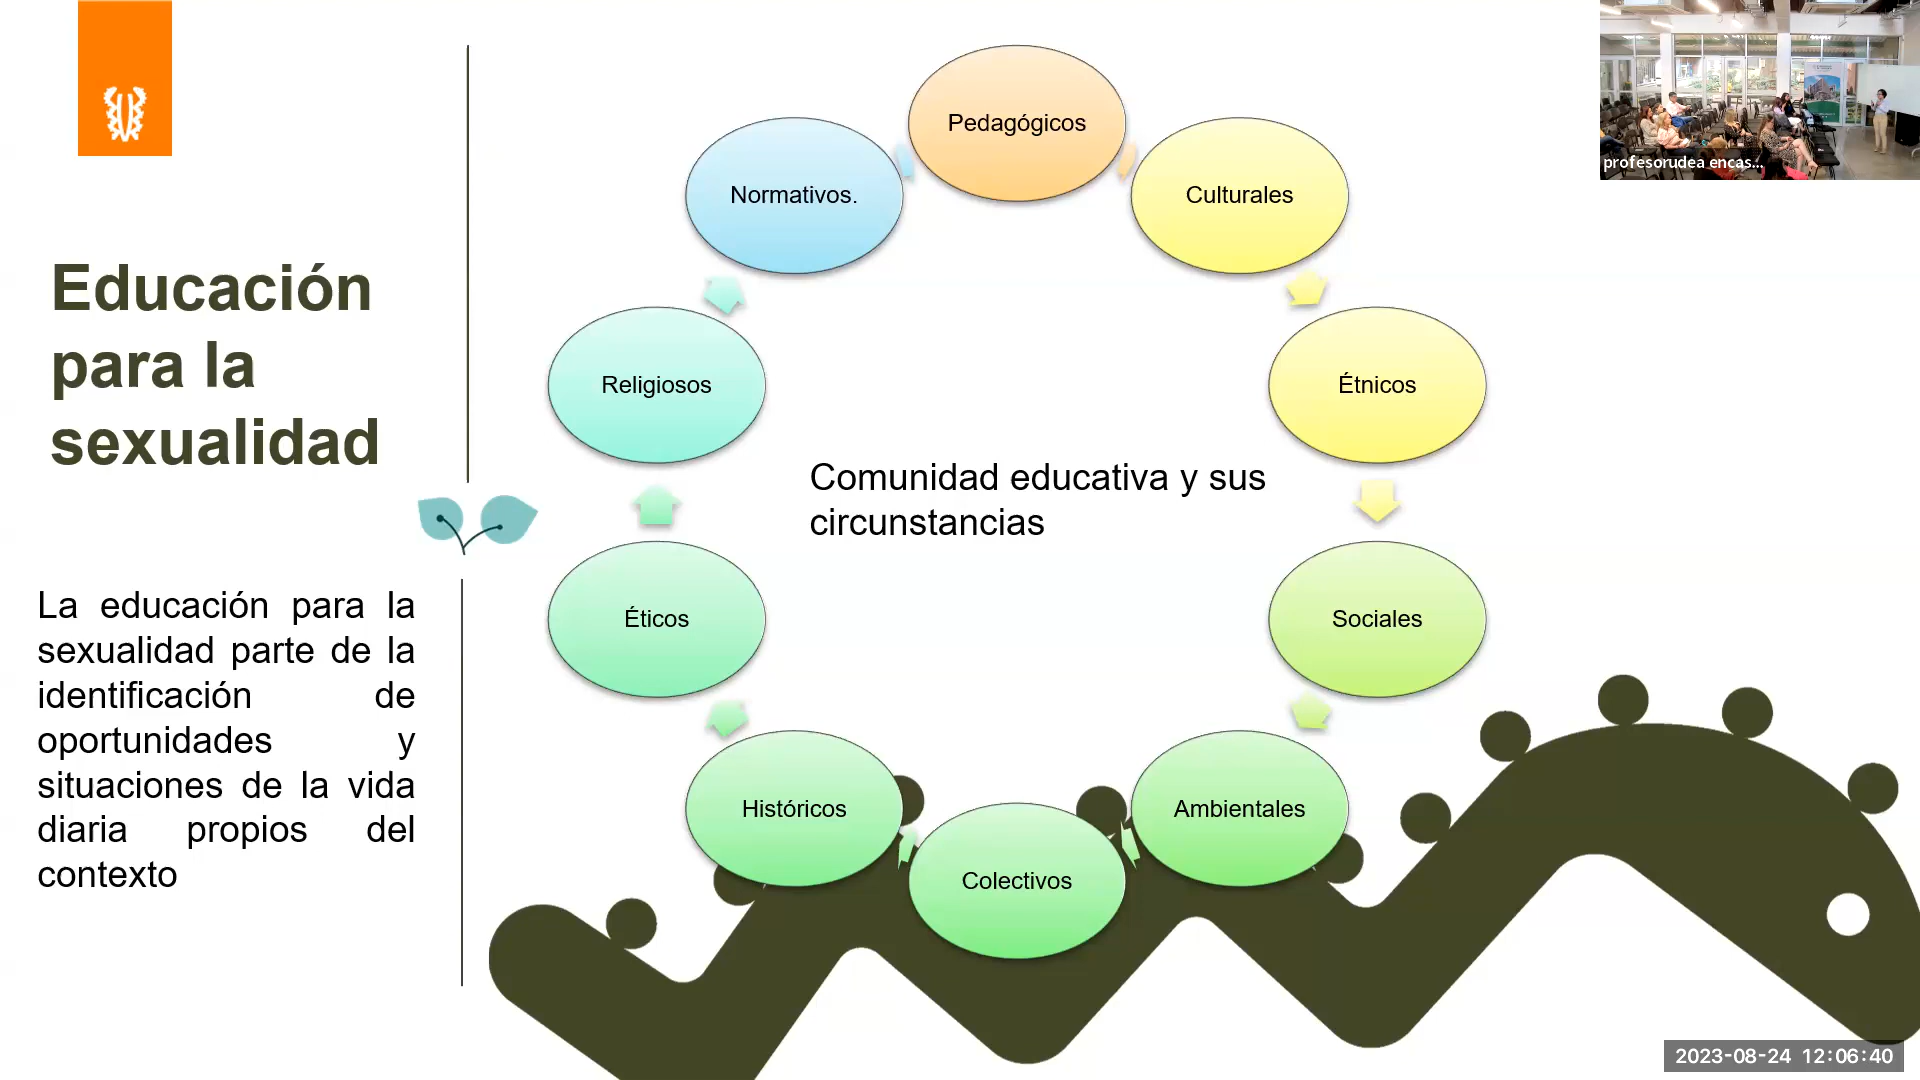 Educación
para la
sexualidad
La educación para la
sexualidad parte de la
identificación de
oportunidades y
situaciones de la vida
diaria propios del
contexto
Pedagógicos
Culturales
Étnicos
Sociales
Ambientales
Colectivos
Históricos
Éticos
Religiosos
Normativos.
Comunidad educativa y sus
circunstancias
profesorudea encas...
2023-08-24 12:06:40